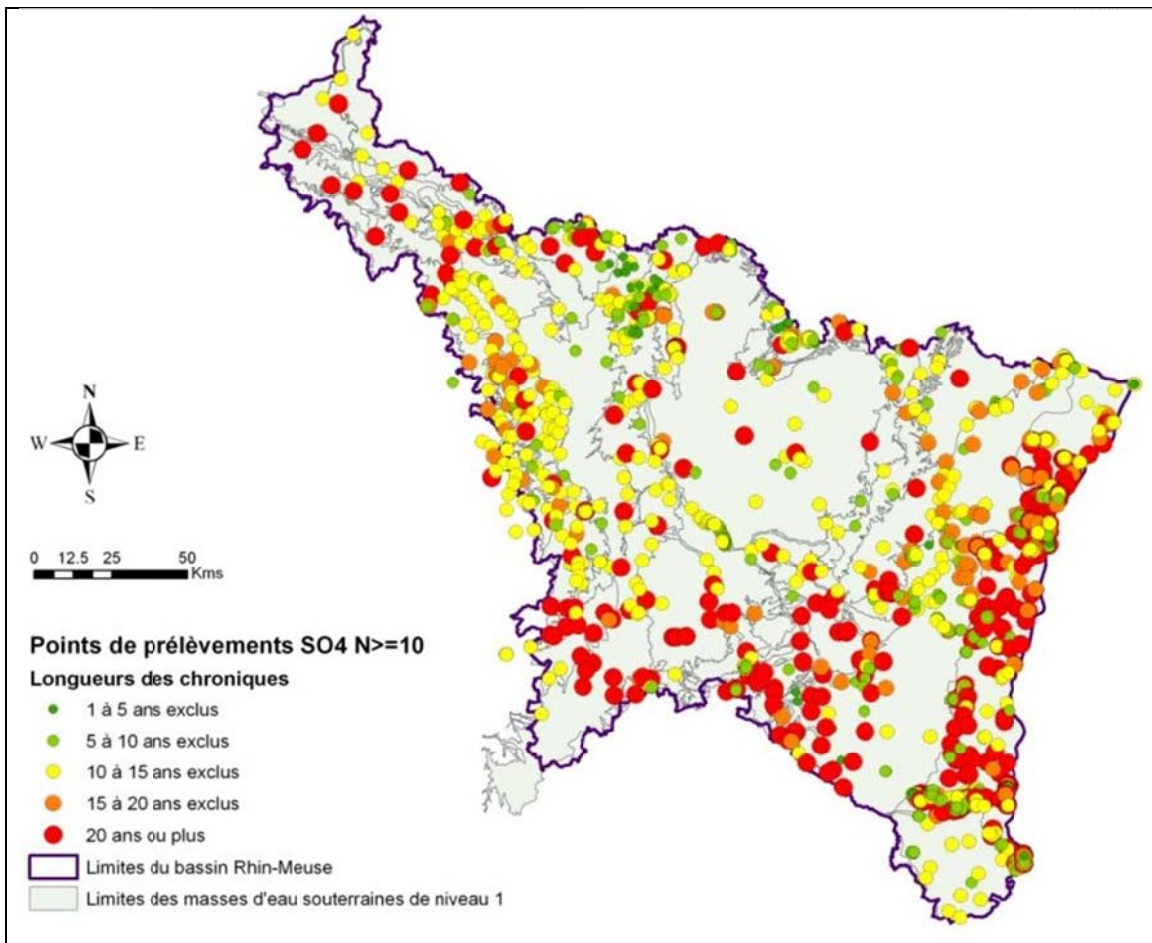 N
W E
S
0 12.5 25 50
Kms
Points de prélèvements SO4 N>=10
Longueurs des chroniques
1 à 5 ans exclus
5 à 10 ans exclus
10 à 15 ans exclus
15 à 20 ans exclus
20 ans ou plus
Limites du bassin Rhin-Meuse
Limites des masses d'eau souterraines de niveau 1